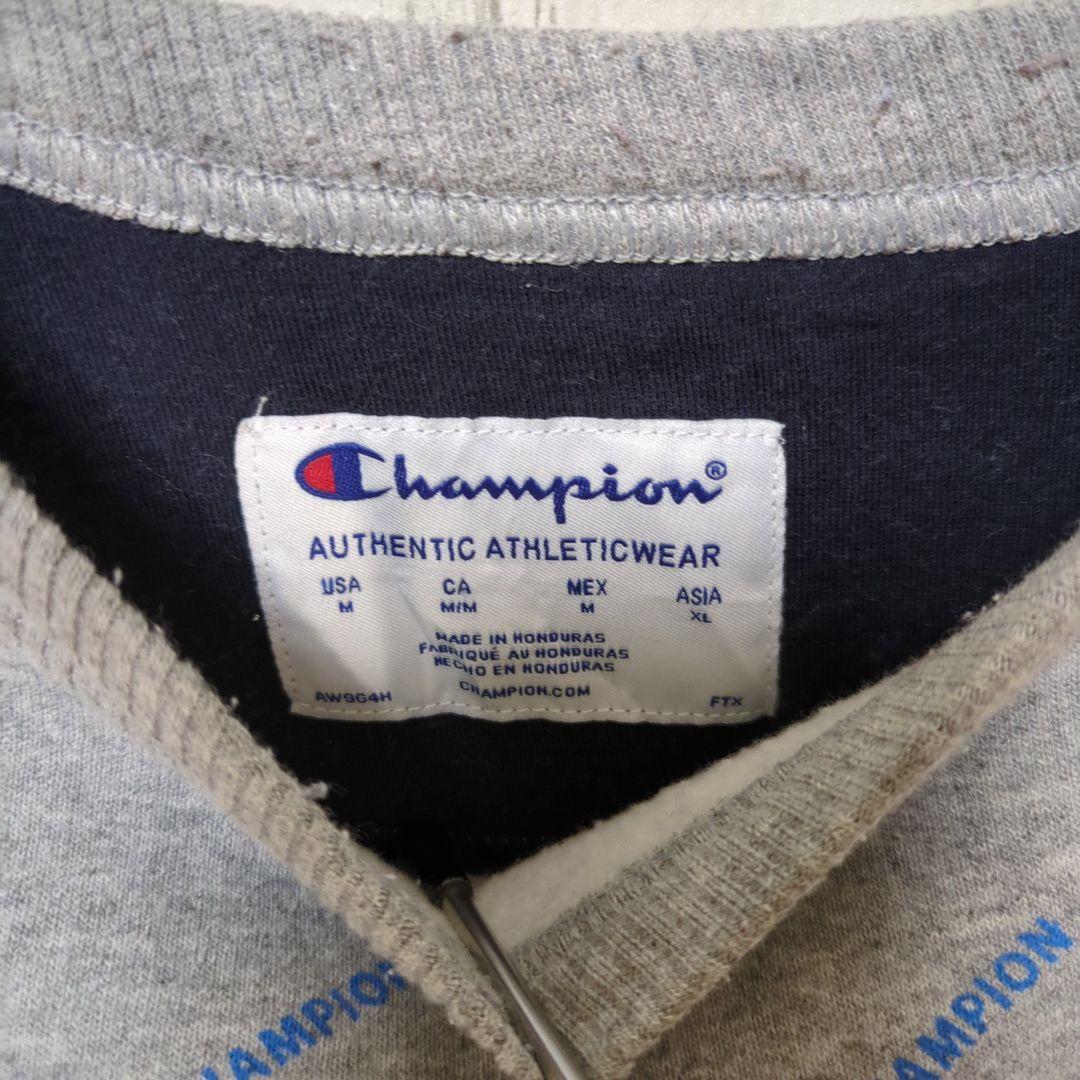 Champion®
AUTHENTIC ATHLETICWEAR
USA CA MEX ASIA
M M/M M XL
MADE IN HONDURAS
FABRIQUÉ AU HONDURAS
HECHO EN HONDURAS
CHAMPION.COM
AW964H FTX
CHAMPION
CHAMPION